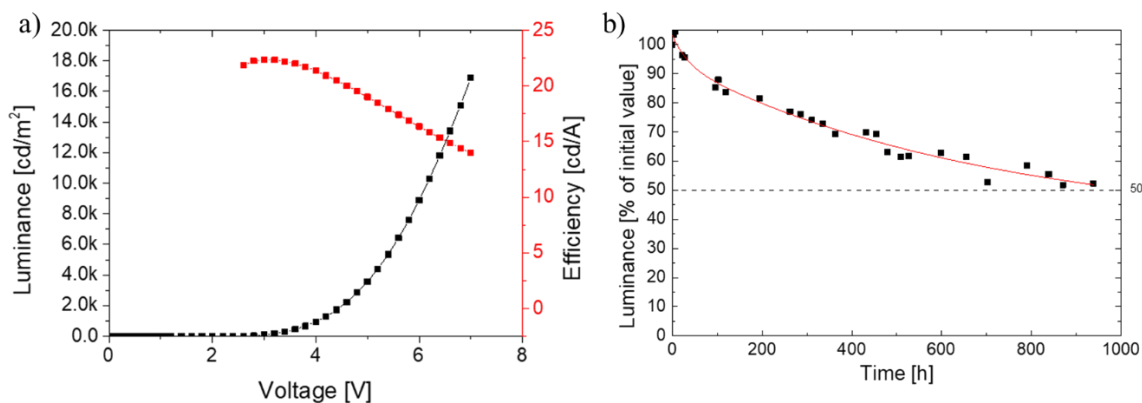 a)
20.0k
18.0k
16.0k
14.0k
12.0k
10.0k
8.0k
6.0k
4.0k
2.0k
0.0
Luminance [cd/m²]
0
2
4
6
8
Voltage [V]
25
20
15
10
5
0
Efficiency [cd/A]
b)
100
90
80
70
60
50
40
30
20
10
0
Luminance [% of initial value]
0
200
400
600
800
1000
Time [h]
50